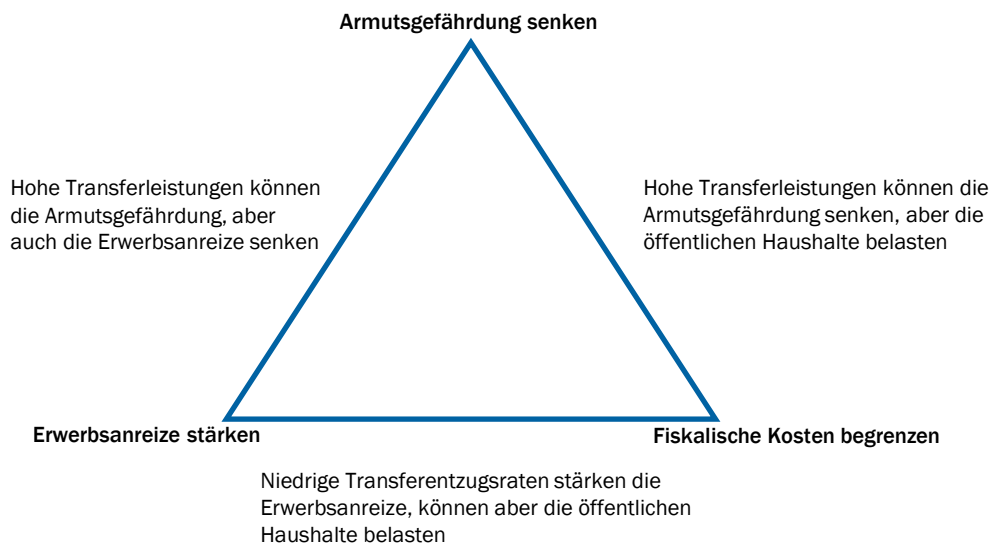 Armutsgefährdung senken
Hohe Transferleistungen können
die Armutsgefährdung, aber
auch die Erwerbsanreize senken
Hohe Transferleistungen können die
Armutsgefährdung senken, aber die
öffentlichen Haushalte belasten
Erwerbsanreize stärken
Fiskalische Kosten begrenzen
Niedrige Transferentzugsraten stärken die
Erwerbsanreize, können aber die öffentlichen
Haushalte belasten